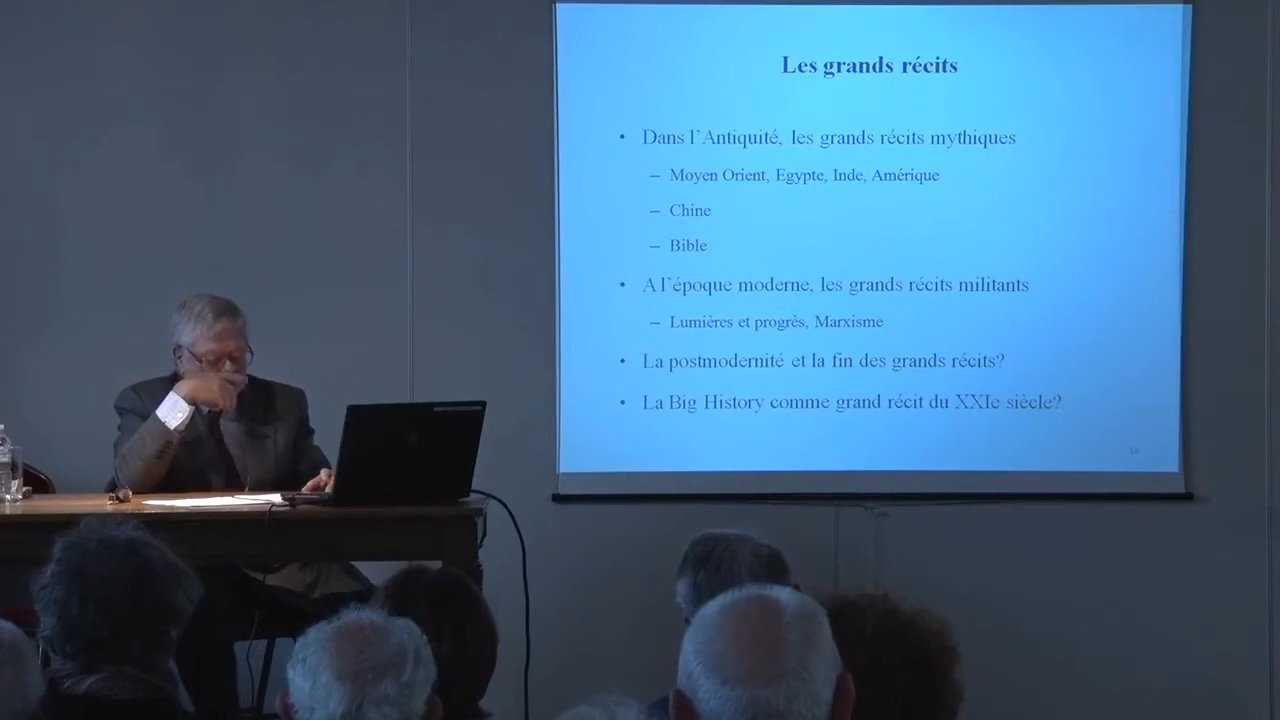 Les grands récits
• Dans l'Antiquité, les grands récits mythiques
– Moyen Orient, Egypte, Inde, Amérique
– Chine
– Bible
• A l'époque moderne, les grands récits militants
– Lumières et progrès, Marxisme
• La postmodernité et la fin des grands récits?
• La Big History comme grand récit du XXIe siècle?